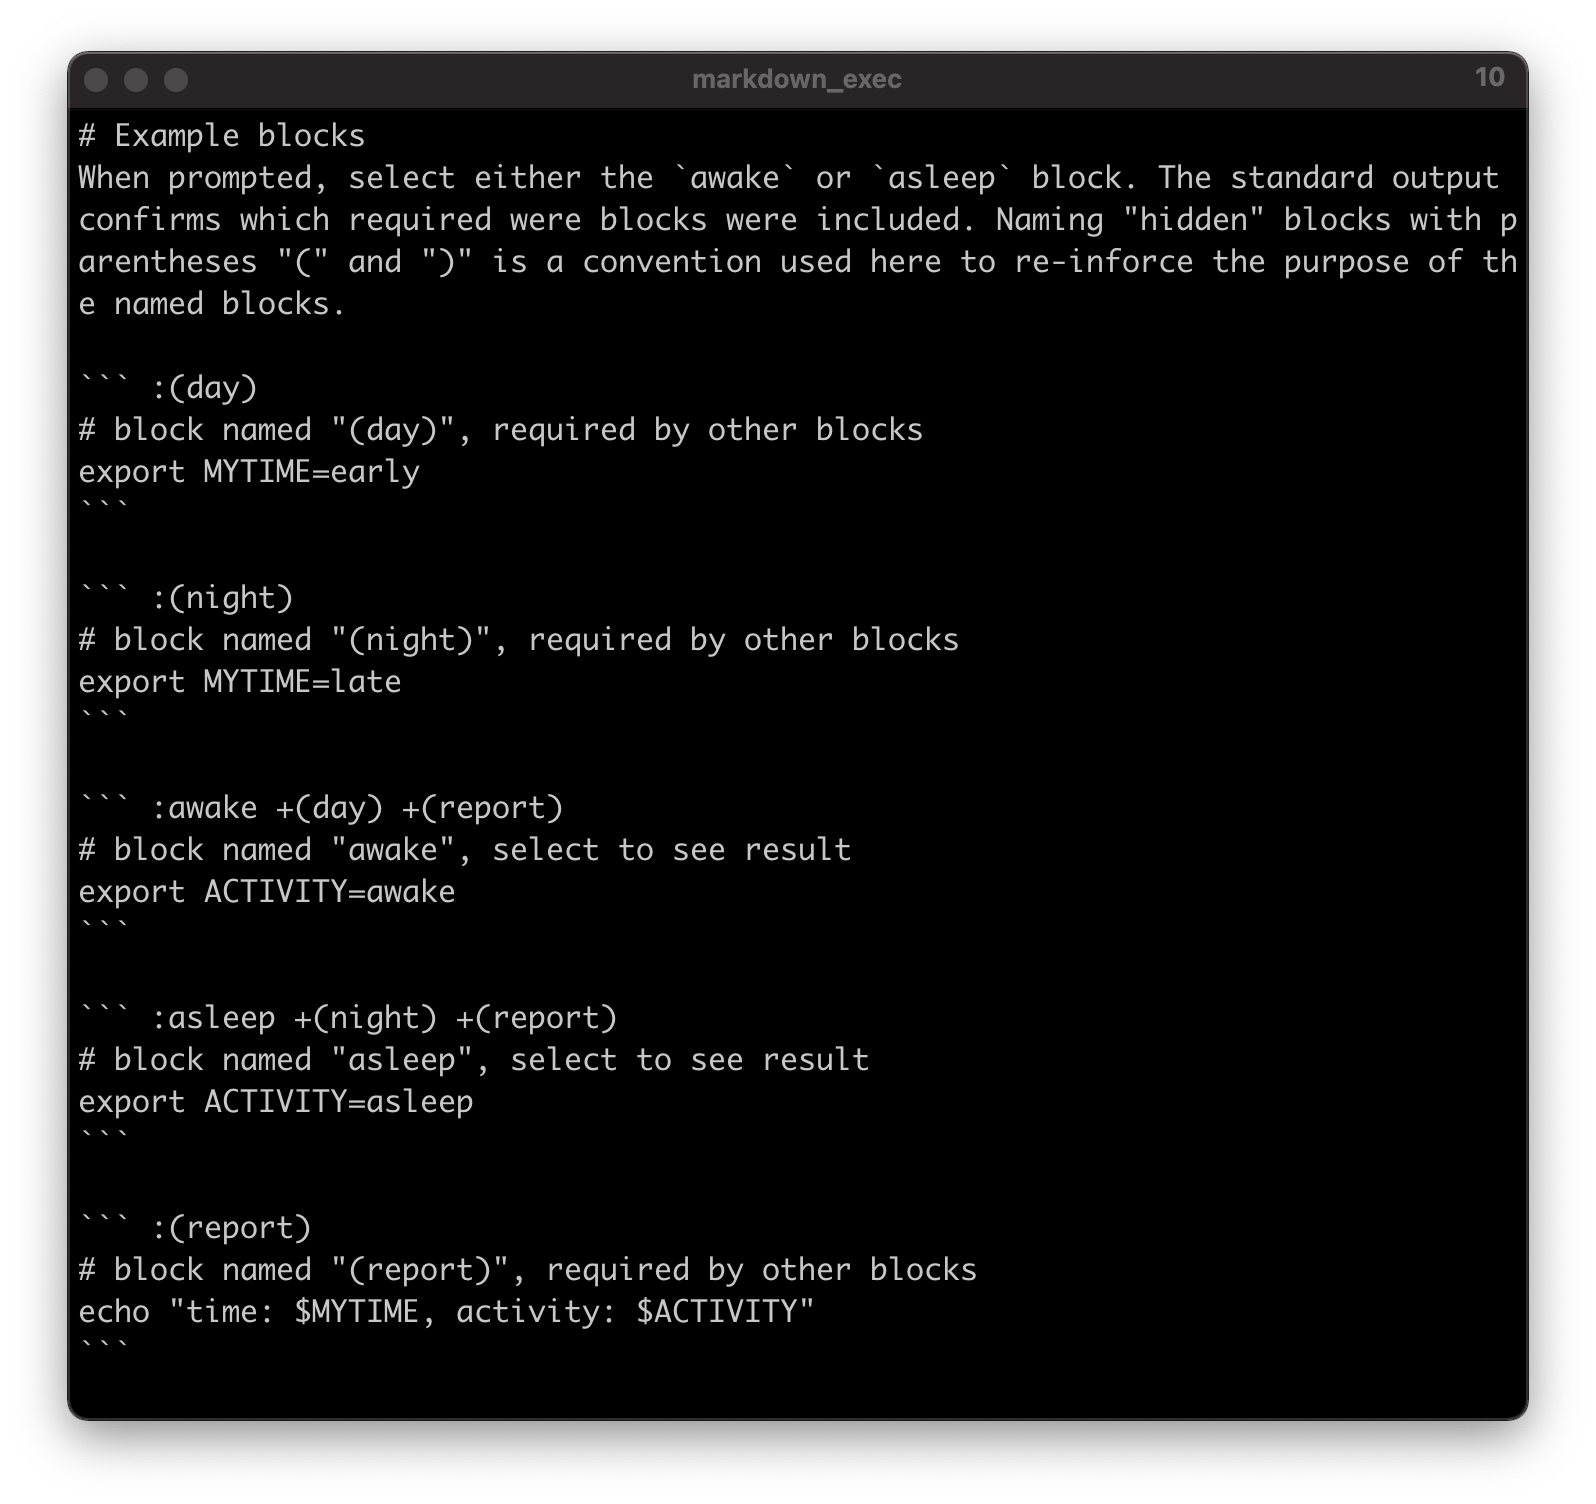 markdown_exec
10
# Example blocks
When prompted, select either the `awake` or `asleep` block. The standard output
confirms which required were blocks were included. Naming "hidden" blocks with p
arentheses "(" and ")" is a convention used here to re-inforce the purpose of th
e named blocks.

``` :(day)
# block named "(day)", required by other blocks
export MYTIME=early
```

``` :(night)
# block named "(night)", required by other blocks
export MYTIME=late
```

``` :awake +(day) +(report)
# block named "awake", select to see result
export ACTIVITY=awake
```

``` :asleep +(night) +(report)
# block named "asleep", select to see result
export ACTIVITY=asleep
```

``` :(report)
# block named "(report)", required by other blocks
echo "time: $MYTIME, activity: $ACTIVITY"
```